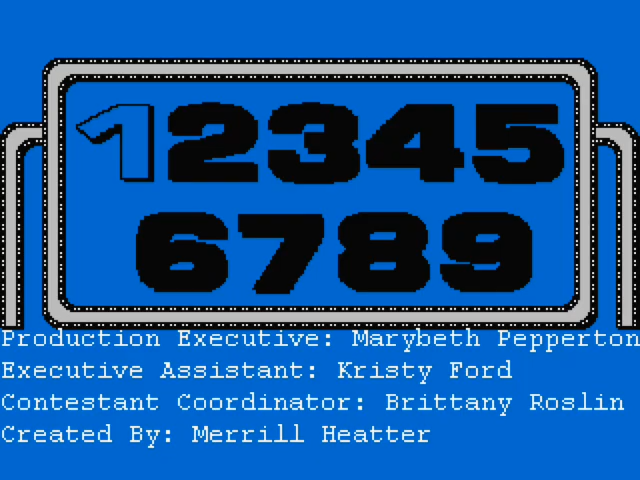 12345
6789
Production Executive: Marybeth Pepperton
Executive Assistant: Kristy Ford
Contestant Coordinator: Brittany Roslin
Created By: Merrill Heatter